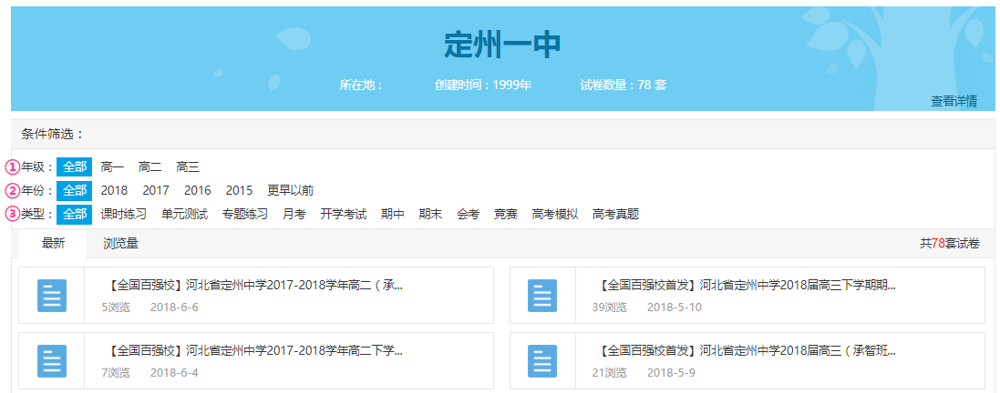 定州一中
所在地： 创建时间：1999年 试卷数量：78 套
查看详情
条件筛选：
①年级： 全部 高一 高二 高三
②年份： 全部 2018 2017 2016 2015 更早以前
③类型： 全部 课时练习 单元测试 专题练习 月考 开学考试 期中 期末 会考 竞赛 高考模拟 高考真题
最新 浏览量 共78套试卷
【全国百强校】河北省定州中学2017-2018学年高二（承...
5浏览 2018-6-6
【全国百强校首发】河北省定州中学2018届高三下学期期...
39浏览 2018-5-10
【全国百强校】河北省定州中学2017-2018学年高二下学...
7浏览 2018-6-4
【全国百强校首发】河北省定州中学2018届高三（承智班...
21浏览 2018-5-9